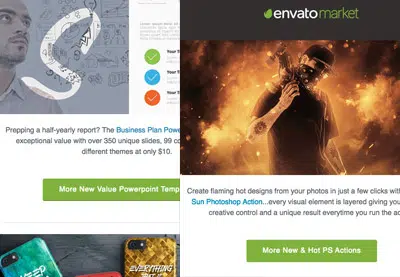 Your T
Your T
Your T
Prepping a half-yearly report? The Business Plan Powe
exceptional value with over 350 unique slides, 99 co
different themes at only $10.
More New Value Powerpoint Temp
EVERYTHING
envatomarket
Create flaming hot designs from your photos in just a few clicks with
Sun Photoshop Action...every visual element is layered giving you
creative control and a unique result everytime you run the ac
More New & Hot PS Actions